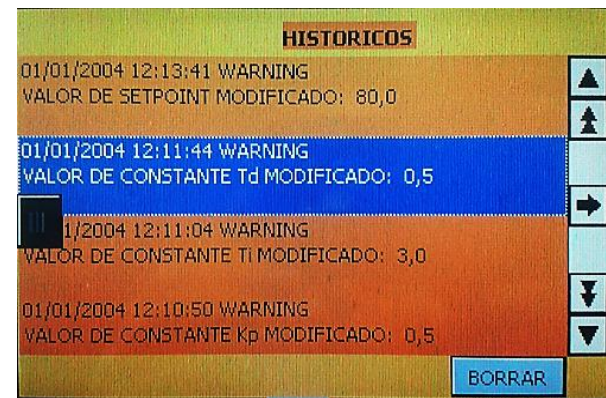 HISTORICOS
01/01/2004 12:13:41 WARNING
VALOR DE SETPOINT MODIFICADO: 80,0
01/01/2004 12:11:44 WARNING
VALOR DE CONSTANTE Td MODIFICADO: 0,5
1/2004 12:11:04 WARNING
VALOR DE CONSTANTE Ti MODIFICADO: 3,0
01/01/2004 12:10:50 WARNING
VALOR DE CONSTANTE Kp MODIFICADO: 0,5
BORRAR